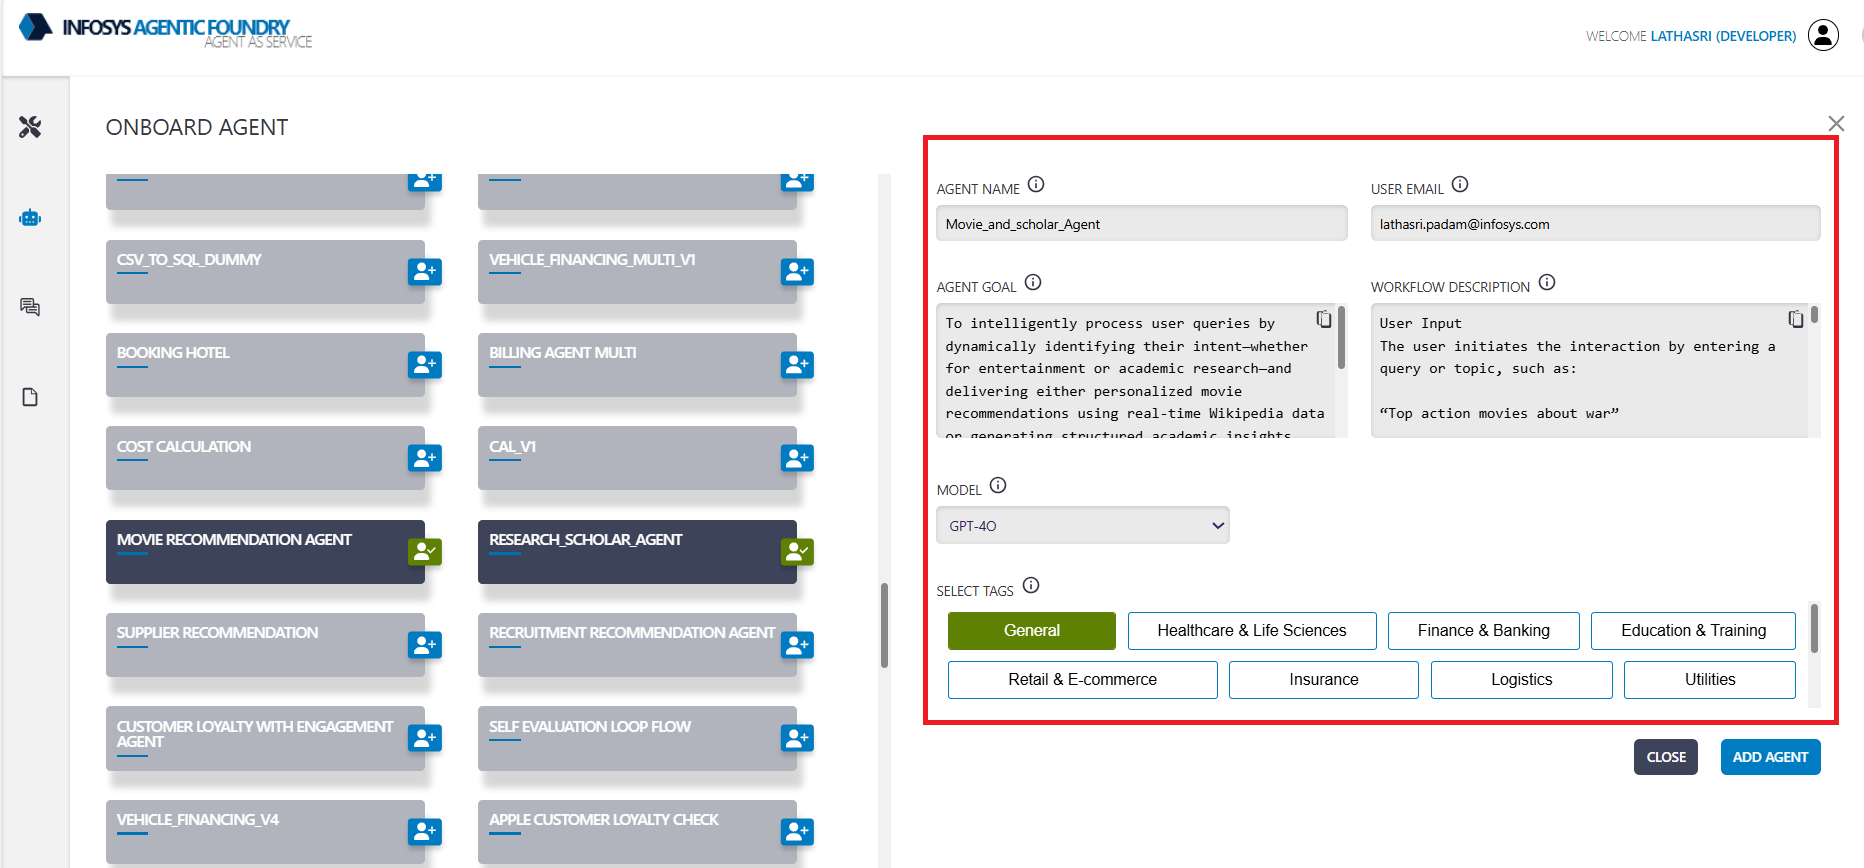 INFOSYS AGENTIC FOUNDRY
AGENT AS SERVICE
WELCOME LATHASRI (DEVELOPER)
ONBOARD AGENT
CSV_TO_SQL_DUMMY
VEHICLE_FINANCING_MULTI_V1
BOOKING HOTEL
BILLING AGENT MULTI
COST CALCULATION
CAL_V1
MOVIE RECOMMENDATION AGENT
RESEARCH_SCHOLAR_AGENT
SUPPLIER RECOMMENDATION
RECRUITMENT RECOMMENDATION AGENT
CUSTOMER LOYALTY WITH ENGAGEMENT
AGENT
SELF EVALUATION LOOP FLOW
VEHICLE_FINANCING_V4
APPLE CUSTOMER LOYALTY CHECK
AGENT NAME
Movie_and_scholar_Agent
USER EMAIL
lathasri.padam@infosys.com
AGENT GOAL
To intelligently process user queries by
dynamically identifying their intent—whether
for entertainment or academic research—and
delivering either personalized movie
recommendations using real-time Wikipedia data
or generating structured academic insights
WORKFLOW DESCRIPTION
User Input
The user initiates the interaction by entering a
query or topic, such as:
“Top action movies about war”
MODEL
GPT-4O
SELECT TAGS
General
Healthcare & Life Sciences
Finance & Banking
Education & Training
Retail & E-commerce
Insurance
Logistics
Utilities
CLOSE
ADD AGENT